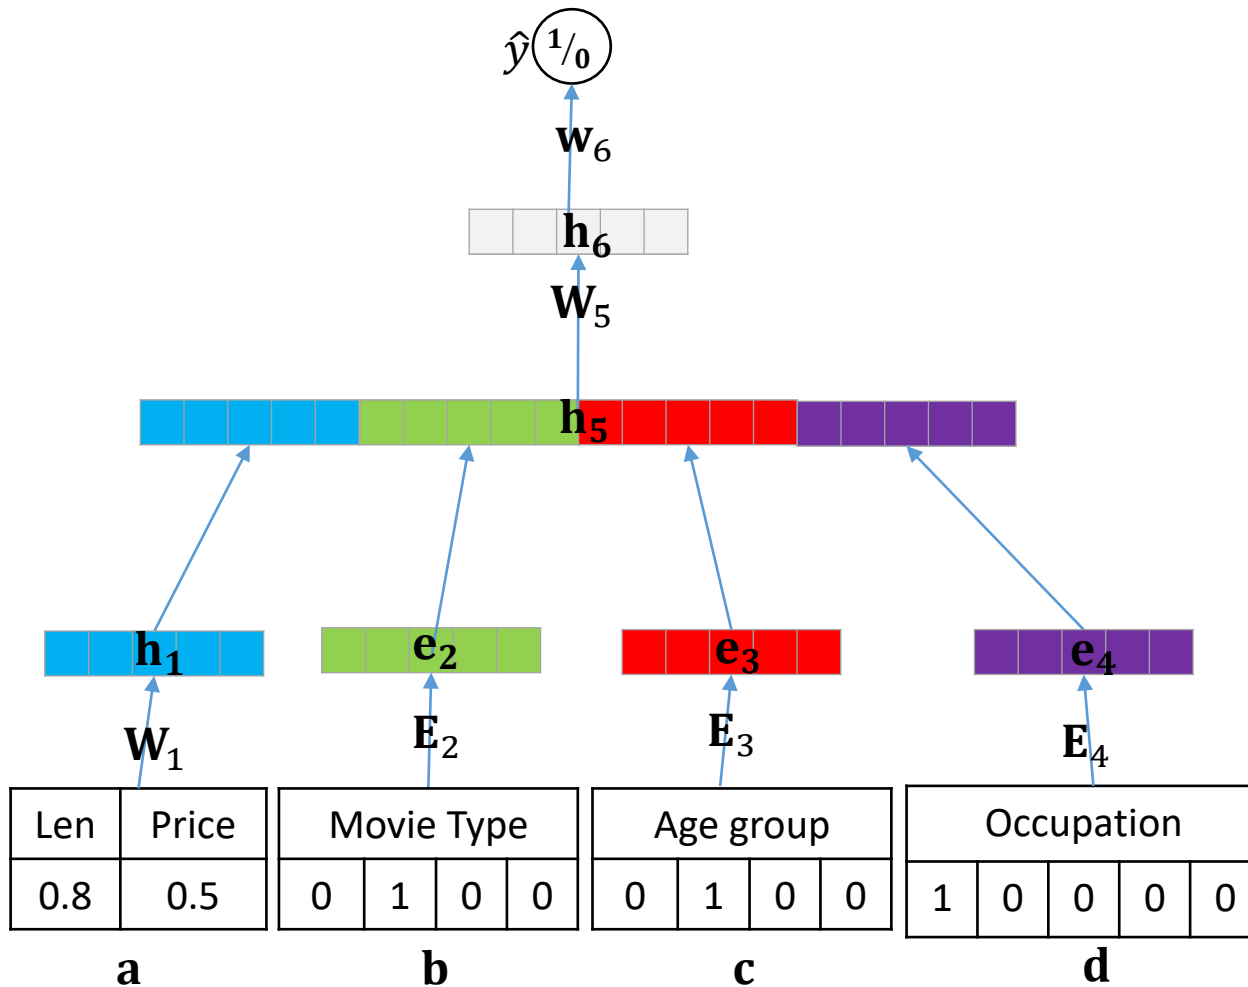 ŷ 1/0
w6
h6
W5
h5
h1 e2 e3 e4
W1 E2 E3 E4
Len Price Movie Type Age group Occupation
0.8 0.5 0 1 0 0 0 1 0 0 1 0 0 0 0
a b c d